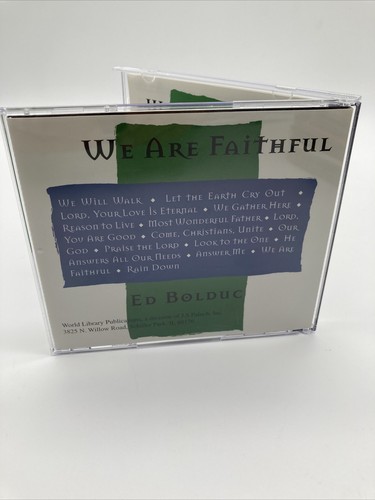 We Are Faithful
We Will Walk ♦ Let the Earth Cry Out ♦
Lord, Your Love Is Eternal ♦ We Gather Here ♦
Reason to Live ♦ Most Wonderful Father ♦ Lord,
You Are Good ♦ Come, Christians, Unite ♦ Our
God ♦ Praise the Lord ♦ Look to the One ♦ He
Answers All Our Needs ♦ Answer Me ♦ We Are
Faithful ♦ Rain Down
Ed Bolduc
World Library Publications,
3825 N. Willow Road,